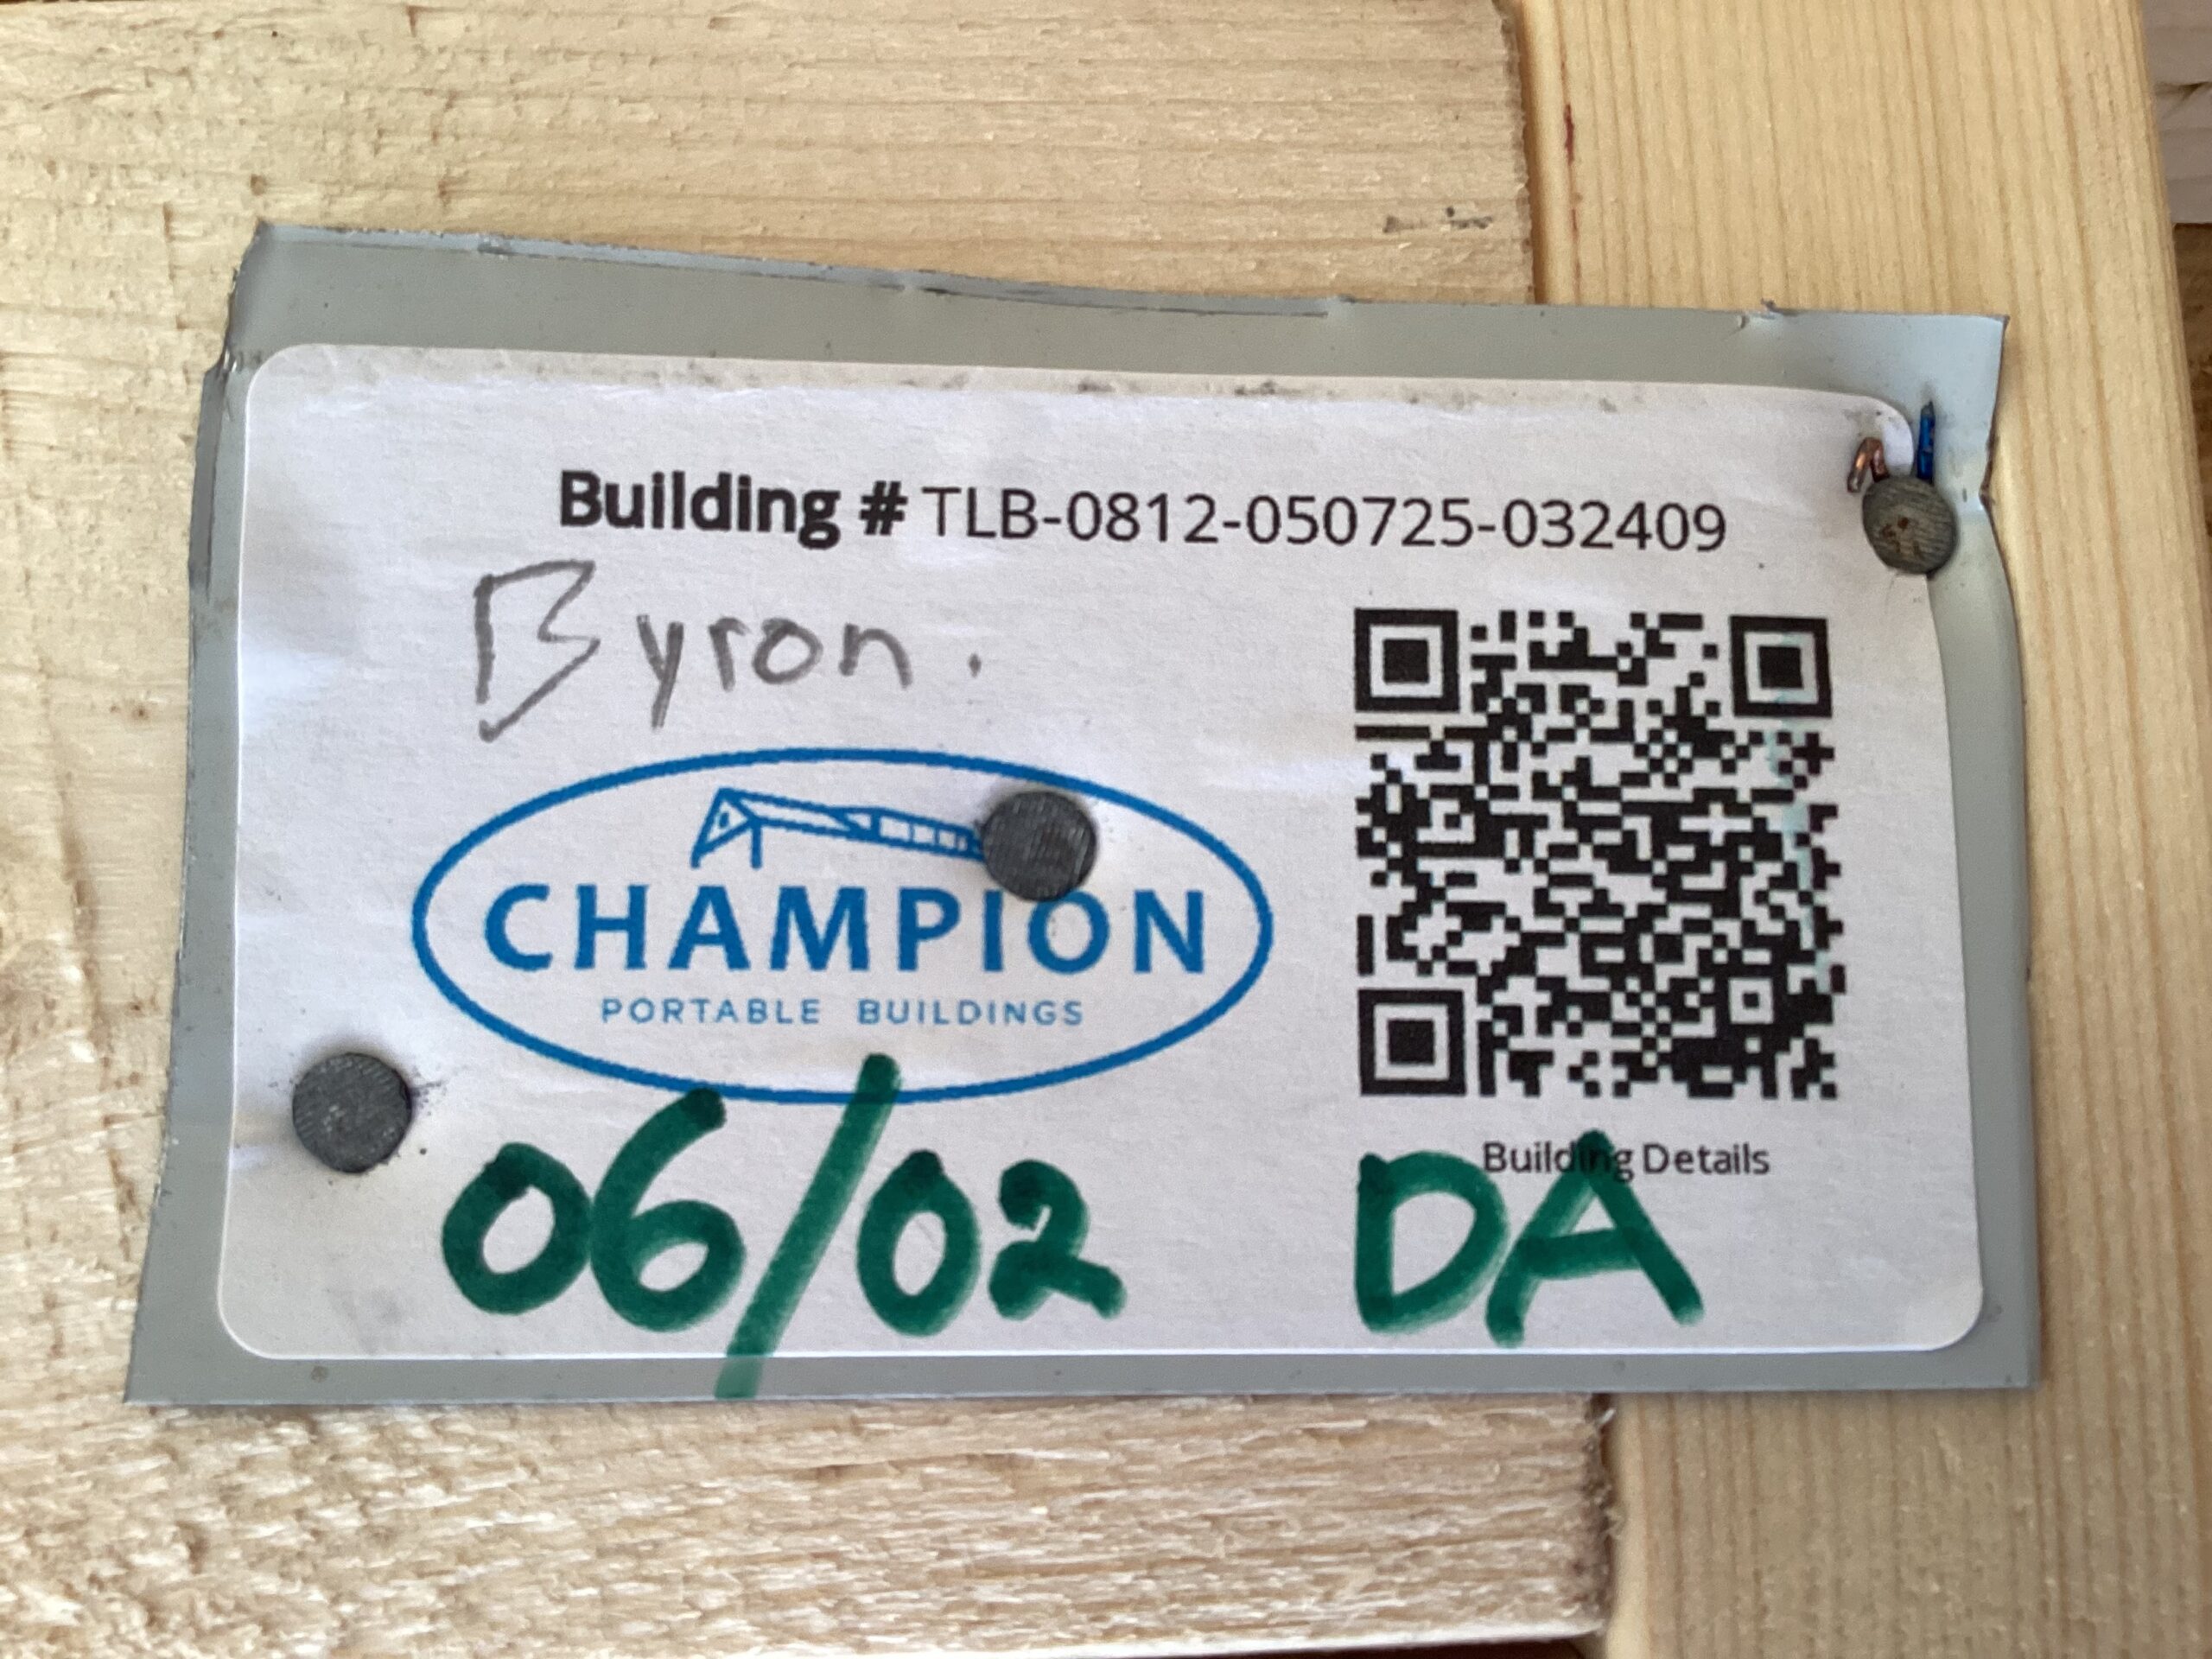 Building # TLB-0812-050725-032409
Byron.
CHAMPION
PORTABLE BUILDINGS
Building Details
06/02 DA